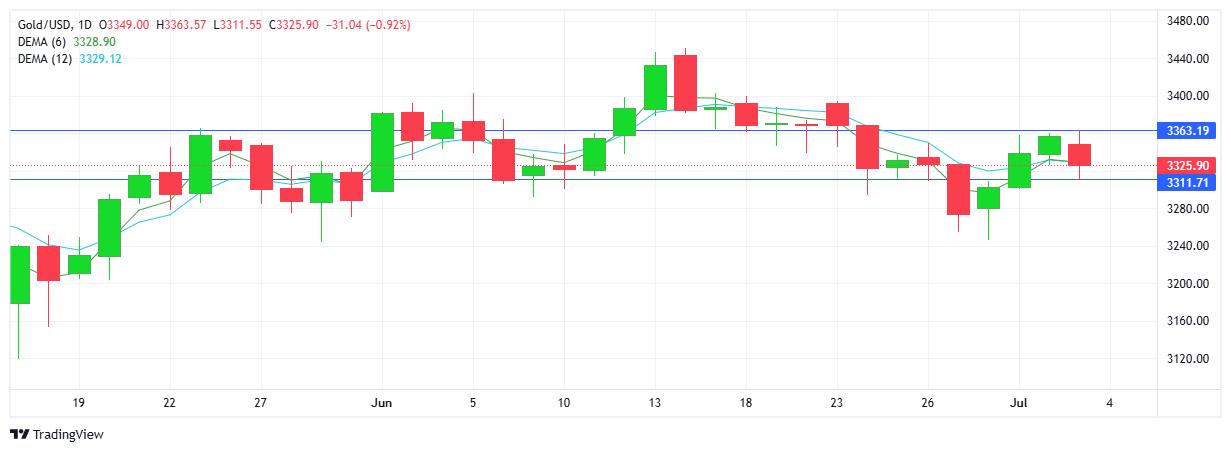 Gold/USD, 1D O3349.00 H3363.57 L3311.55 C3325.90 −31.04 (−0.92%)
DEMA (6) 3328.90
DEMA (12) 3329.12
3480.00
3440.00
3400.00
3363.19
3325.90
3311.71
3280.00
3240.00
3200.00
3160.00
3120.00
19 22 27 Jun 5 10 13 18 23 26 Jul 4
TradingView